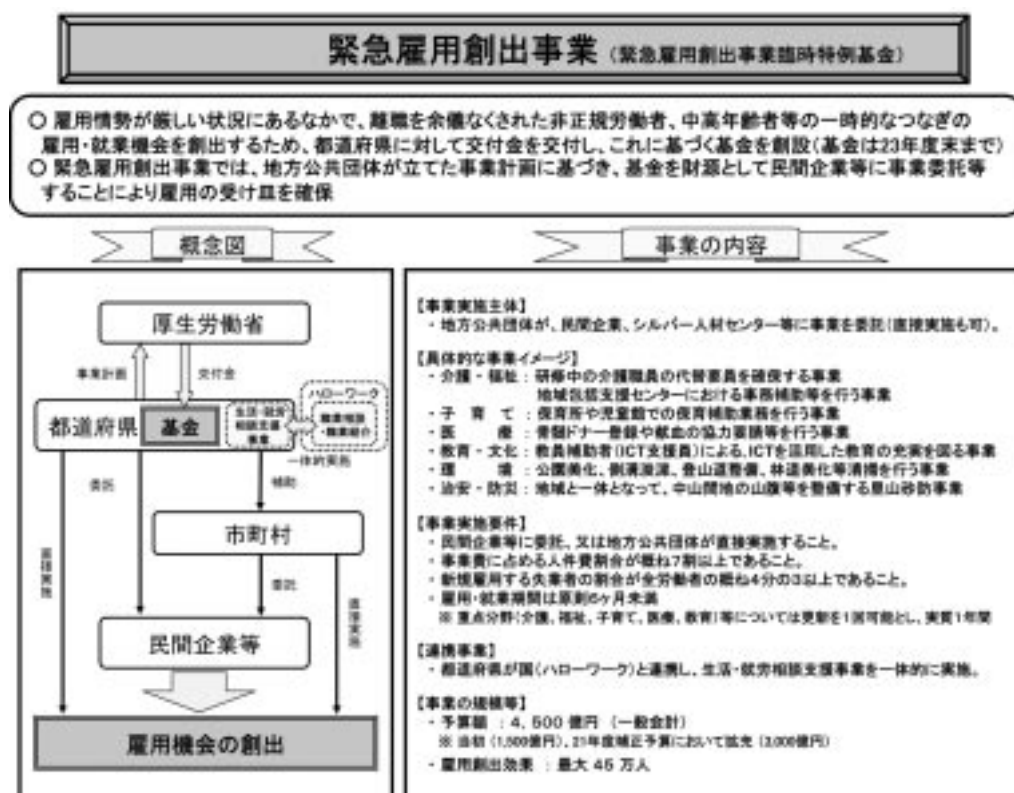 緊急雇用創出事業（緊急雇用創出事業臨時特例基金）
○ 雇用情勢が厳しい状況にあるなかで、離職を余儀なくされた非正規労働者、中高年齢者等の一時的なつなぎの
雇用・就業機会を創出するため、都道府県に対して交付金を交付し、これに基づく基金を創設（基金は23年度末まで）
○ 緊急雇用創出事業では、地方公共団体が立てた事業計画に基づき、基金を財源として民間企業等に事業委託等
することにより雇用の受け皿を確保
概念図
厚生労働省
事業計画
交付金
都道府県
基金
生活・就労
相談支援
事業
ハローワーク
職業相談
・職業紹介
一体的実施
委託
補助
市町村
直接実施
委託
直接実施
民間企業等
雇用機会の創出
事業の内容
【事業実施主体】
・地方公共団体が、民間企業、シルバー人材センター等に事業を委託（直接実施も可）。
【具体的な事業イメージ】
・介護・福祉：研修中の介護職員の代替要員を確保する事業
地域包括支援センターにおける事務補助等を行う事業
・子育て：保育所や児童館での保育補助業務を行う事業
・医療：骨髄ドナー登録や献血の協力要請等を行う事業
・教育・文化：教員補助者（ICT支援員）による、ICTを活用した教育の充実を図る事業
・環境：公園美化、側溝浚渫、登山道整備、林道美化等清掃を行う事業
・治安・防災：地域と一体となって、中山間地の山腹等を整備する里山砂防事業
【事業実施要件】
・民間企業等に委託、又は地方公共団体が直接実施すること。
・事業費に占める人件費割合が概ね７割以上であること。
・新規雇用する失業者の割合が全労働者の概ね４分の３以上であること。
・雇用・就業期間は原則6ヶ月未満
※ 重点分野（介護、福祉、子育て、医療、教育）等については更新を１回可能とし、実質１年間
【連携事業】
・都道府県が国（ハローワーク）と連携し、生活・就労相談支援事業を一体的に実施。
【事業の規模等】
・予算額：４，５００億円（一般会計）
※ 当初（1,500億円）、21年度補正予算において拡充（3,000億円）
・雇用創出効果：最大 45 万人